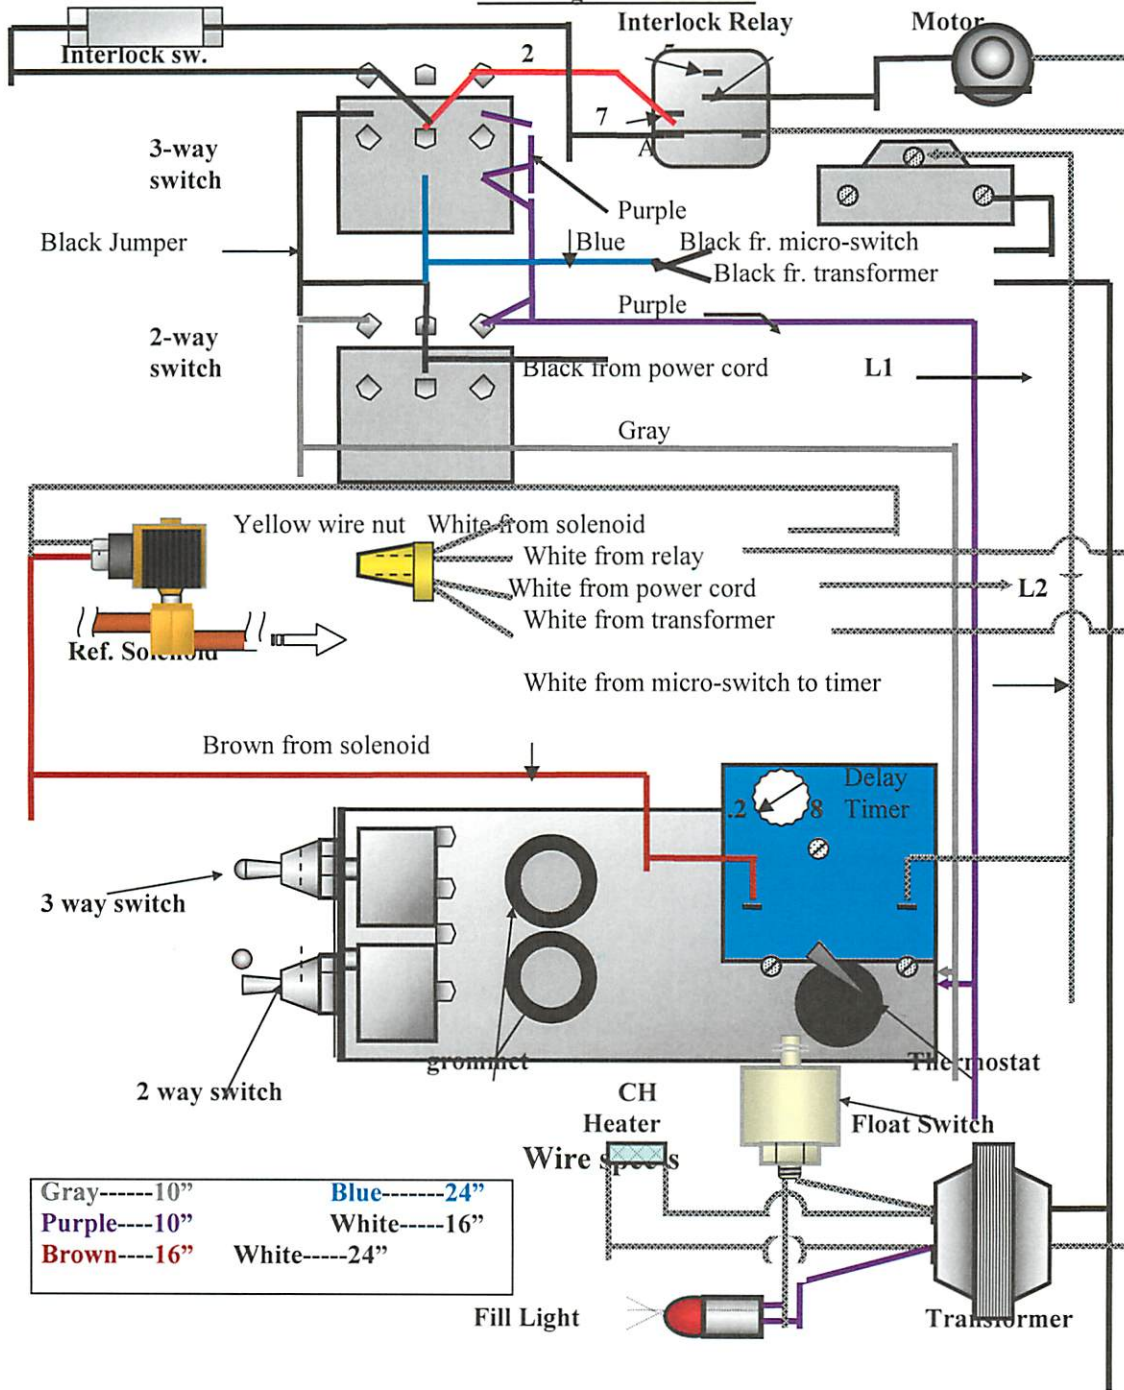 Interlock Relay
Motor
Interlock sw.
2
7
A
3-way
switch
Purple
Black Jumper
Blue
Black fr. micro-switch
Black fr. transformer
Purple
2-way
switch
Black from power cord
L1
Gray
Yellow wire nut
White from solenoid
White from relay
White from power cord
L2
White from transformer
Ref. Solenoid
White from micro-switch to timer
Brown from solenoid
Delay
.2 8 Timer
3 way switch
grommet
Thermostat
2 way switch
CH
Heater
Float Switch
Wire specs
Gray------10” Blue-------24”
Purple----10” White-----16”
Brown----16” White-----24”
Fill Light
Transformer